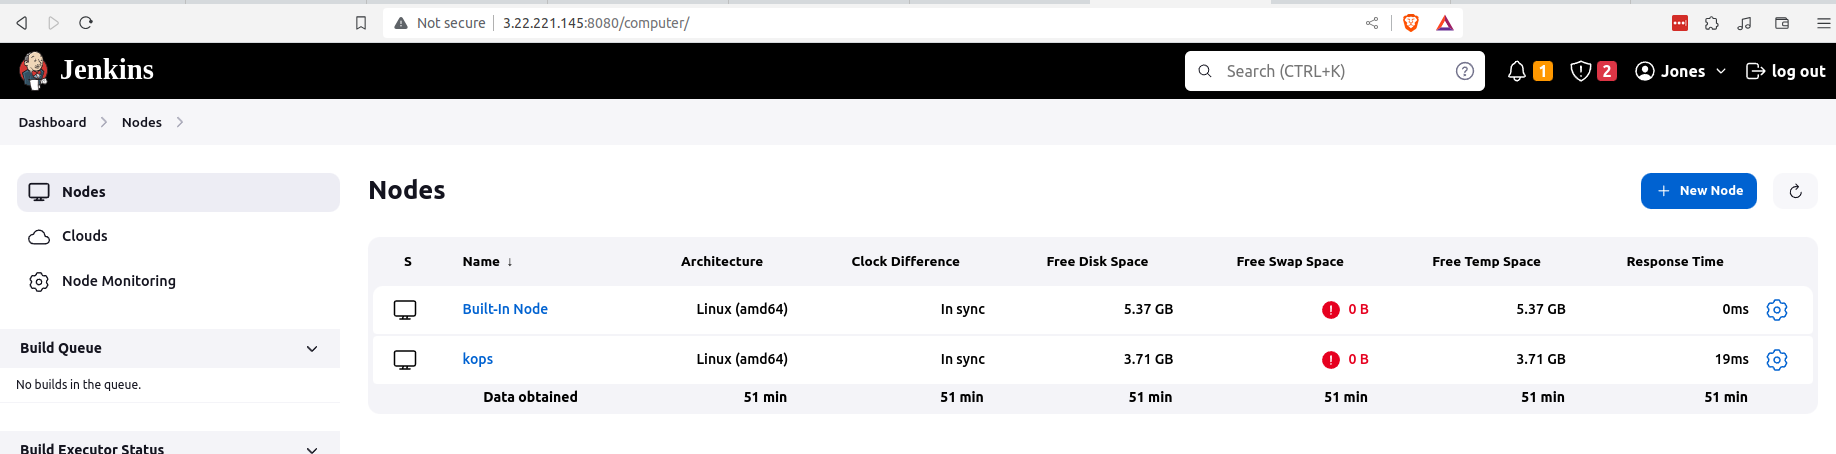 Not secure 3.22.221.145:8080/computer/
Jenkins Search (CTRL+K) ? 1 2 Jones log out
Dashboard Nodes
Nodes
Clouds
Node Monitoring
Build Queue
No builds in the queue.
Build Executor Status
Nodes + New Node
S Name ↓ Architecture Clock Difference Free Disk Space Free Swap Space Free Temp Space Response Time
Built-In Node Linux (amd64) In sync 5.37 GB ! 0 B 5.37 GB 0ms
kops Linux (amd64) In sync 3.71 GB ! 0 B 3.71 GB 19ms
Data obtained 51 min 51 min 51 min 51 min 51 min 51 min